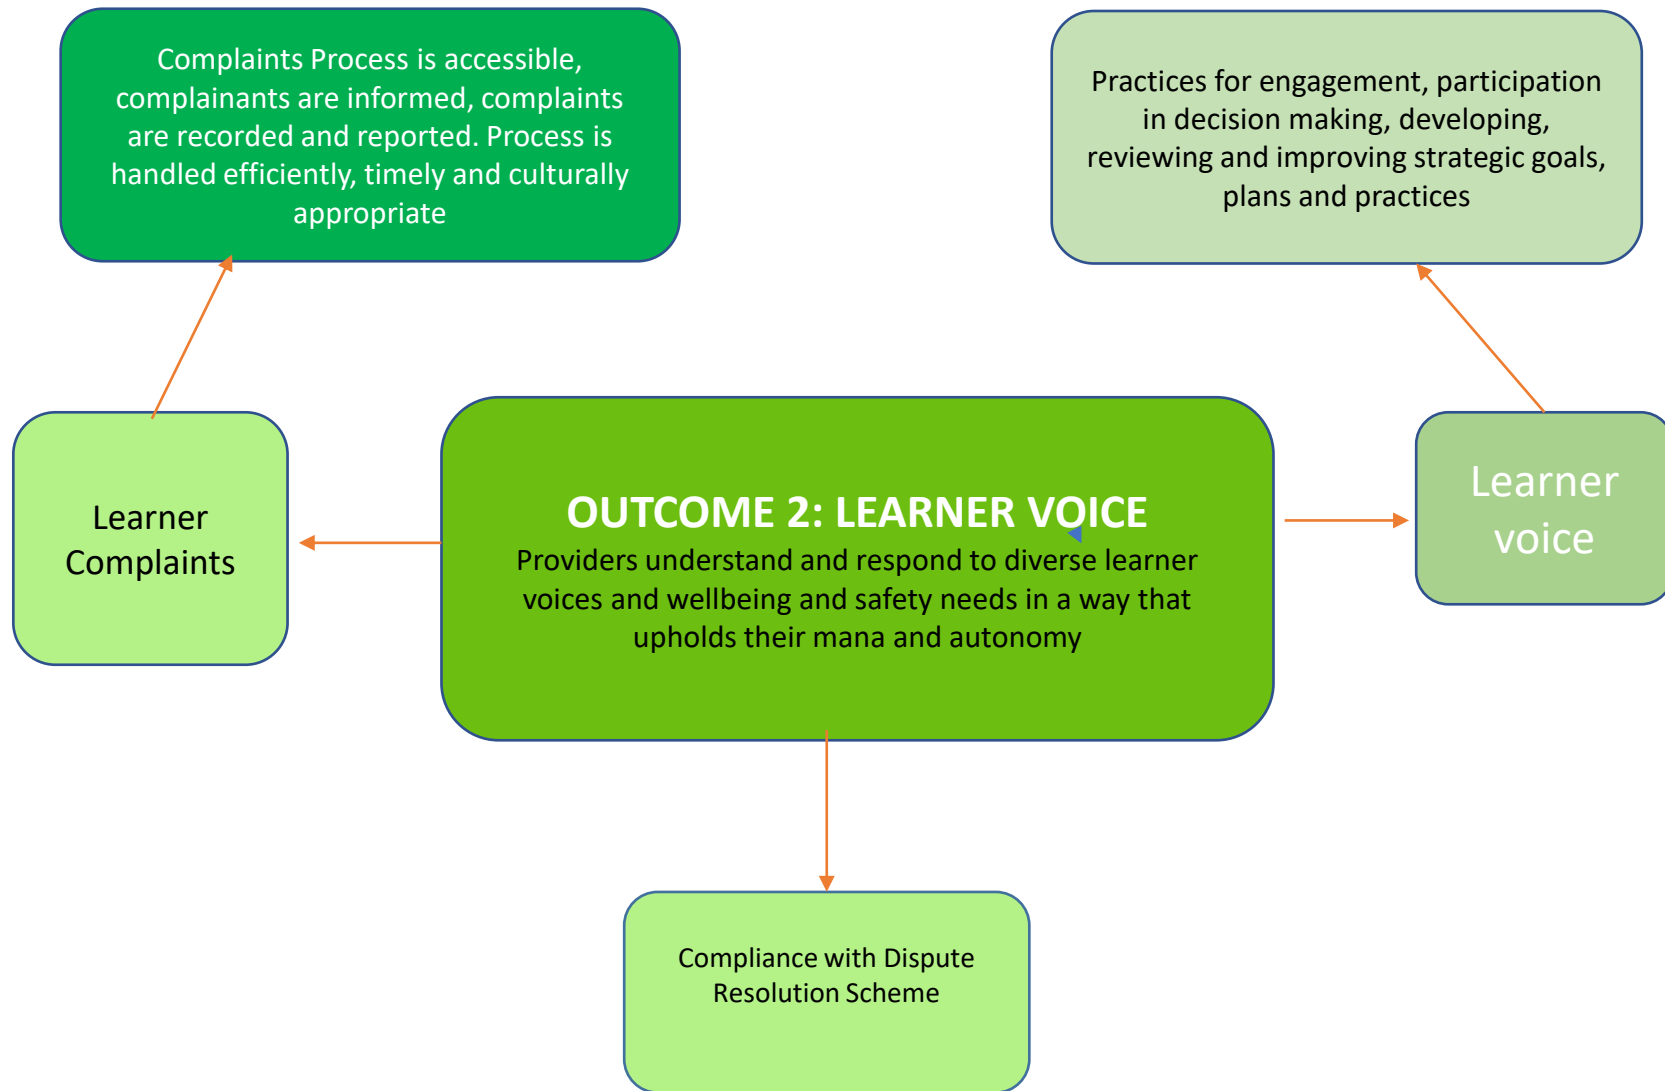 Complaints Process is accessible,
complainants are informed, complaints
are recorded and reported. Process is
handled efficiently, timely and culturally
appropriate
Practices for engagement, participation
in decision making, developing,
reviewing and improving strategic goals,
plans and practices
Learner
Complaints
OUTCOME 2: LEARNER VOICE
Providers understand and respond to diverse learner
voices and wellbeing and safety needs in a way that
upholds their mana and autonomy
Learner
voice
Compliance with Dispute
Resolution Scheme